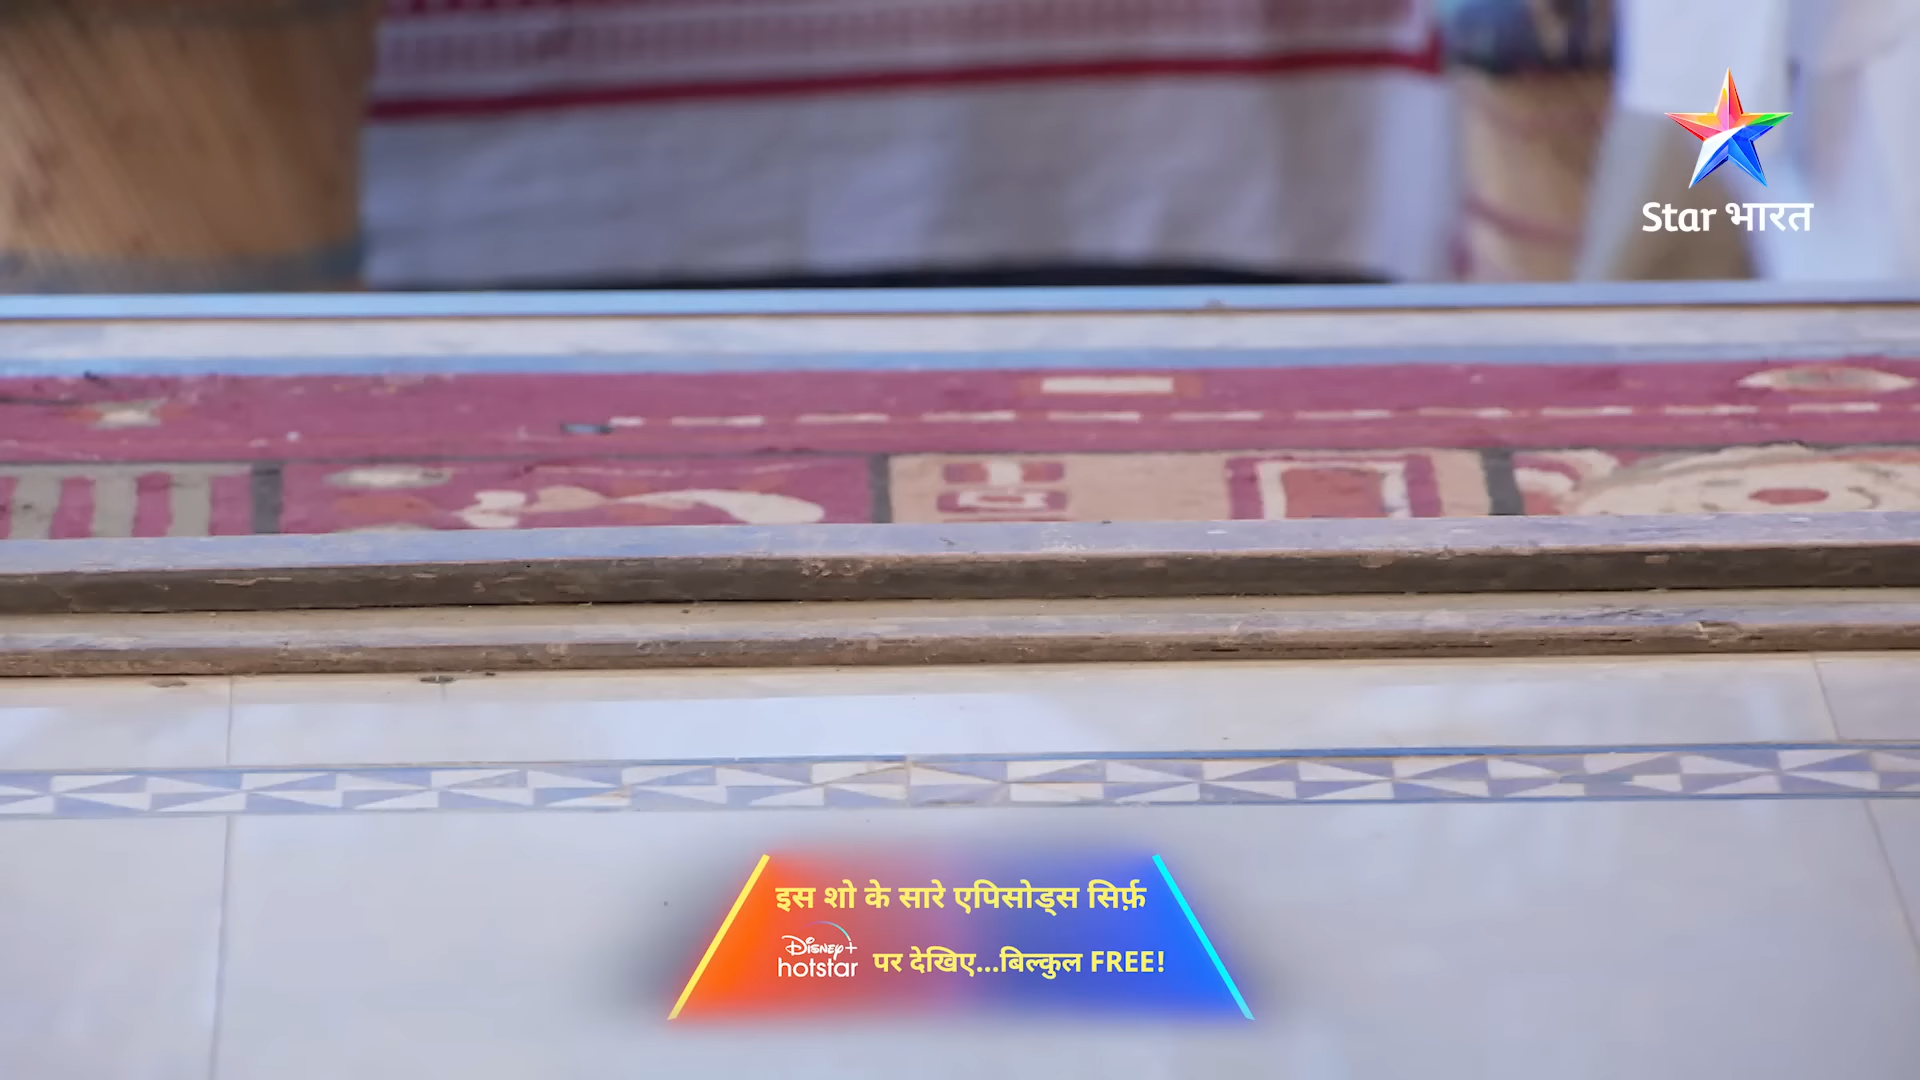 Star भारत
इस शो के सारे एपिसोड्स सिर्फ़
Disney+
hotstar पर देखिए...बिल्कुल FREE!